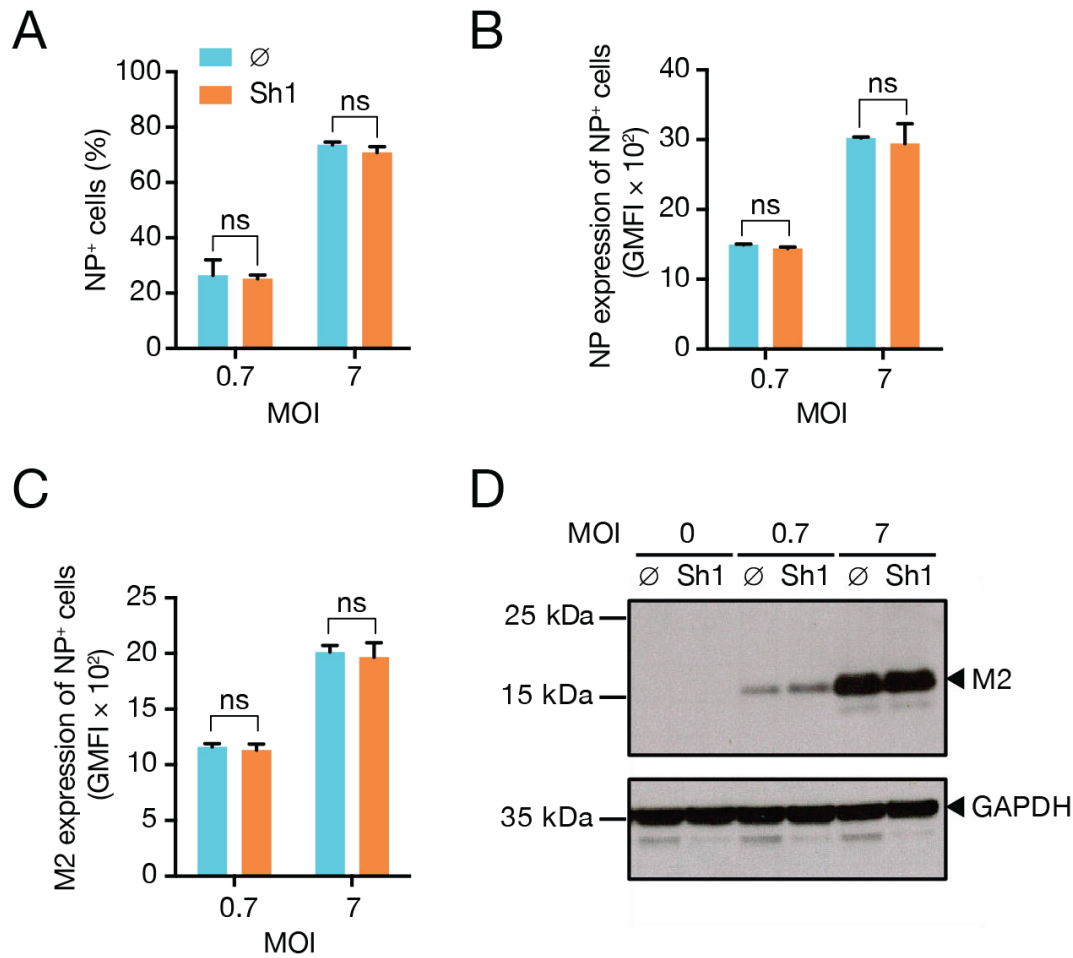 A
∅
Sh1
NP⁺ cells (%)
100
80
60
40
20
0
ns
ns
0.7
7
MOI
B
NP expression of NP⁺ cells
(GMFI × 10²)
40
30
20
10
0
ns
ns
0.7
7
MOI
C
M2 expression of NP⁺ cells
(GMFI × 10²)
25
20
15
10
5
0
ns
ns
0.7
7
MOI
D
MOI 0 0.7 7
∅ Sh1 ∅ Sh1 ∅ Sh1
25 kDa
15 kDa
M2
35 kDa
GAPDH